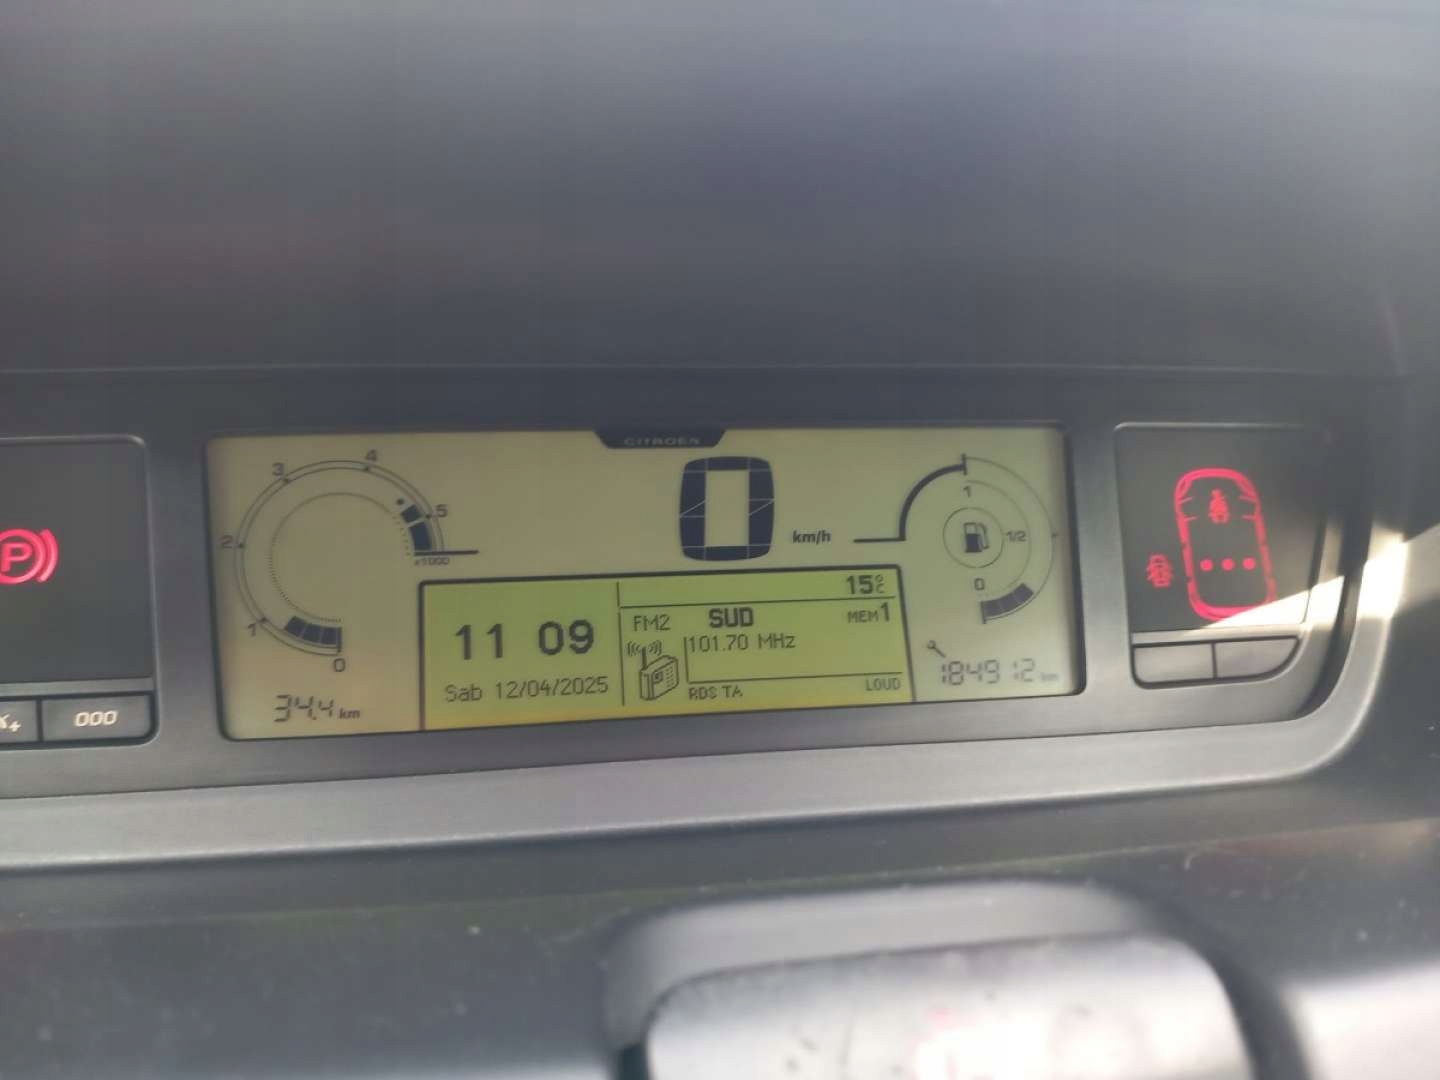 CITROËN
4
3
5
2
x1000
1
0
34.4 km
0 km/h
1
1/2
0
15°C
11 09
FM2 SUD MEM 1
101.70 MHz
Sab 12/04/2025
RDS TA LOUD
184912 km
P
000